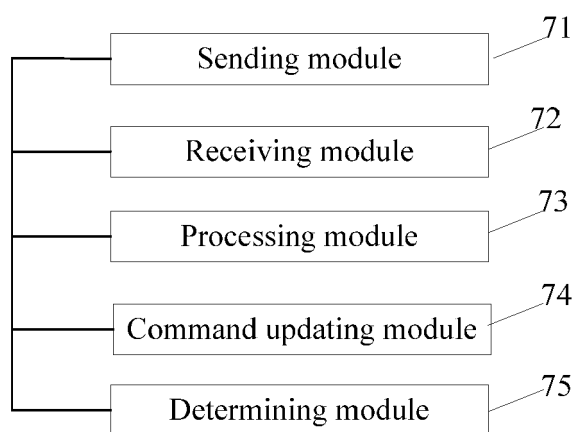 71
Sending module
72
Receiving module
73
Processing module
74
Command updating module
75
Determining module